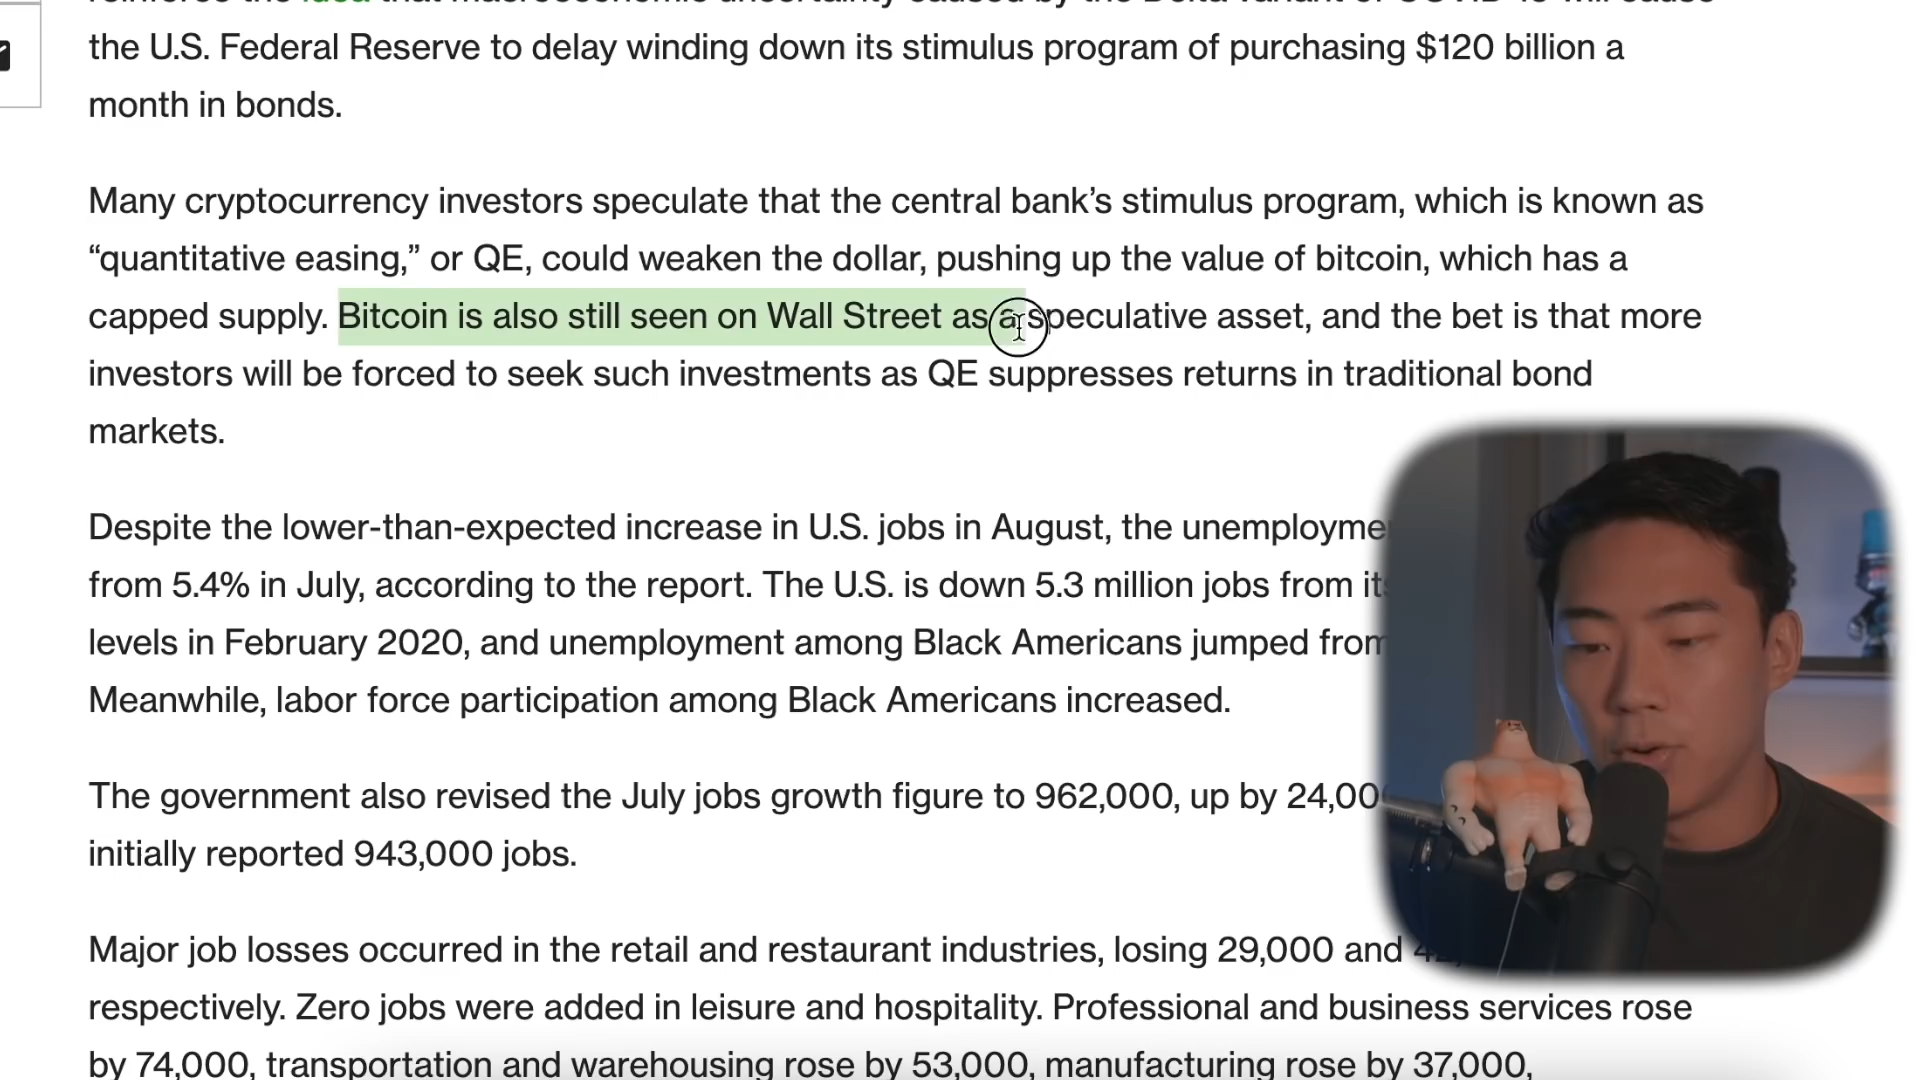 the U.S. Federal Reserve to delay winding down its stimulus program of purchasing $120 billion a
month in bonds.
Many cryptocurrency investors speculate that the central bank’s stimulus program, which is known as
“quantitative easing,” or QE, could weaken the dollar, pushing up the value of bitcoin, which has a
capped supply. Bitcoin is also still seen on Wall Street as a speculative asset, and the bet is that more
investors will be forced to seek such investments as QE suppresses returns in traditional bond
markets.
Despite the lower-than-expected increase in U.S. jobs in August, the
from 5.4% in July, according to the report. The U.S. is down 5.3 million jobs from
levels in February 2020, and unemployment among Black Americans jumped from
Meanwhile, labor force participation among Black Americans increased.
The government also revised the July jobs growth figure to 962,000, up by
initially reported 943,000 jobs.
Major job losses occurred in the retail and restaurant industries, losing 29,000 and
respectively. Zero jobs were added in leisure and hospitality. Professional and business services rose
by 74,000, transportation and warehousing rose by 53,000, manufacturing rose by 37,000,